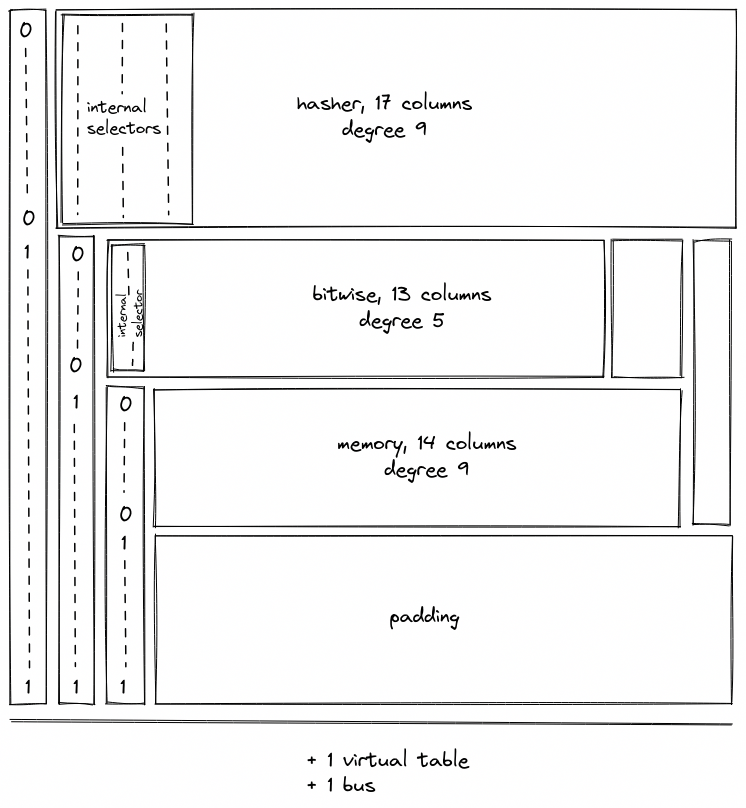 0
internal
selectors
hasher, 17 columns
degree 9
0
1
0
internal
selector
bitwise, 13 columns
degree 5
0
1
0
memory, 14 columns
degree 9
0
1
padding
1
1
1
+ 1 virtual table
+ 1 bus